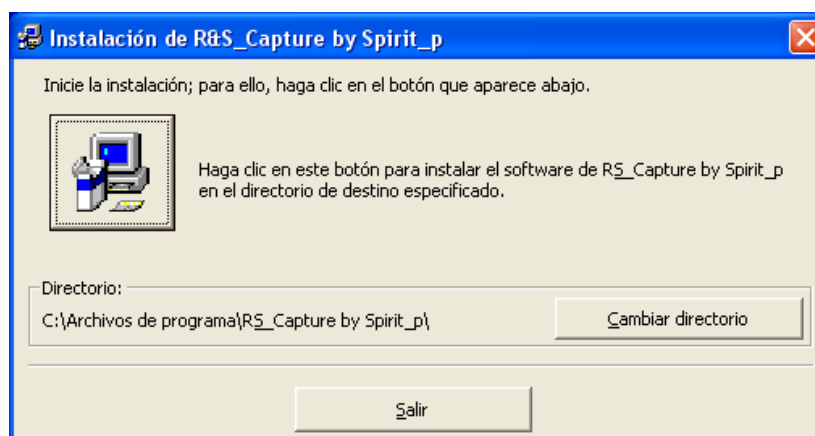 Instalación de R&S_Capture by Spirit_p
Inicie la instalación; para ello, haga clic en el botón que aparece abajo.
Haga clic en este botón para instalar el software de RS_Capture by Spirit_p
en el directorio de destino especificado.
Directorio:
C:\Archivos de programa\RS_Capture by Spirit_p\
Cambiar directorio
Salir